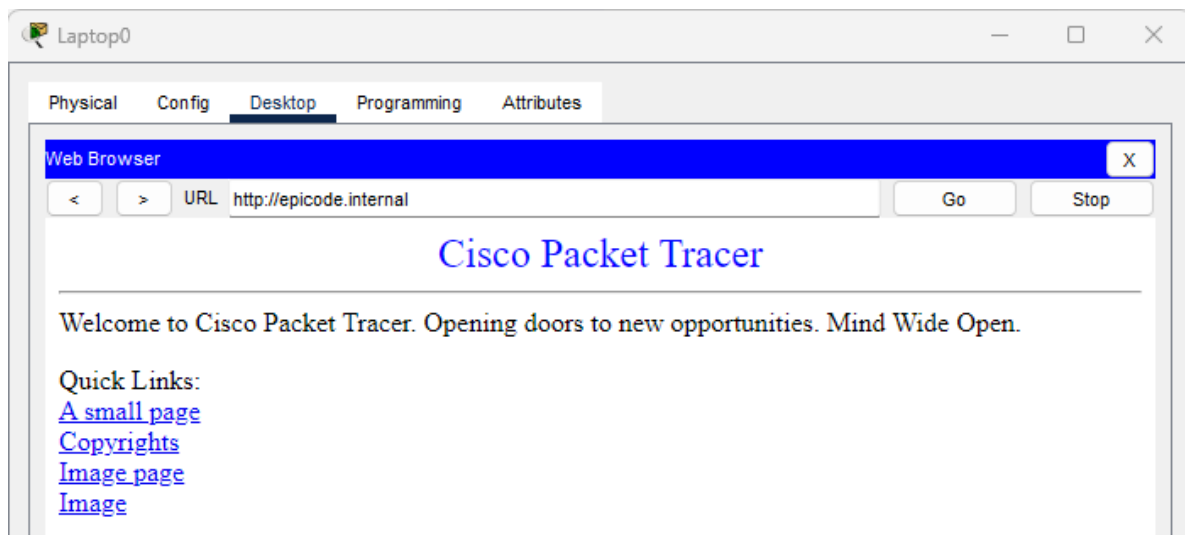 Laptop0
Physical Config Desktop Programming Attributes
Web Browser X
< > URL http://epicode.internal Go Stop
Cisco Packet Tracer
Welcome to Cisco Packet Tracer. Opening doors to new opportunities. Mind Wide Open.
Quick Links:
A small page
Copyrights
Image page
Image